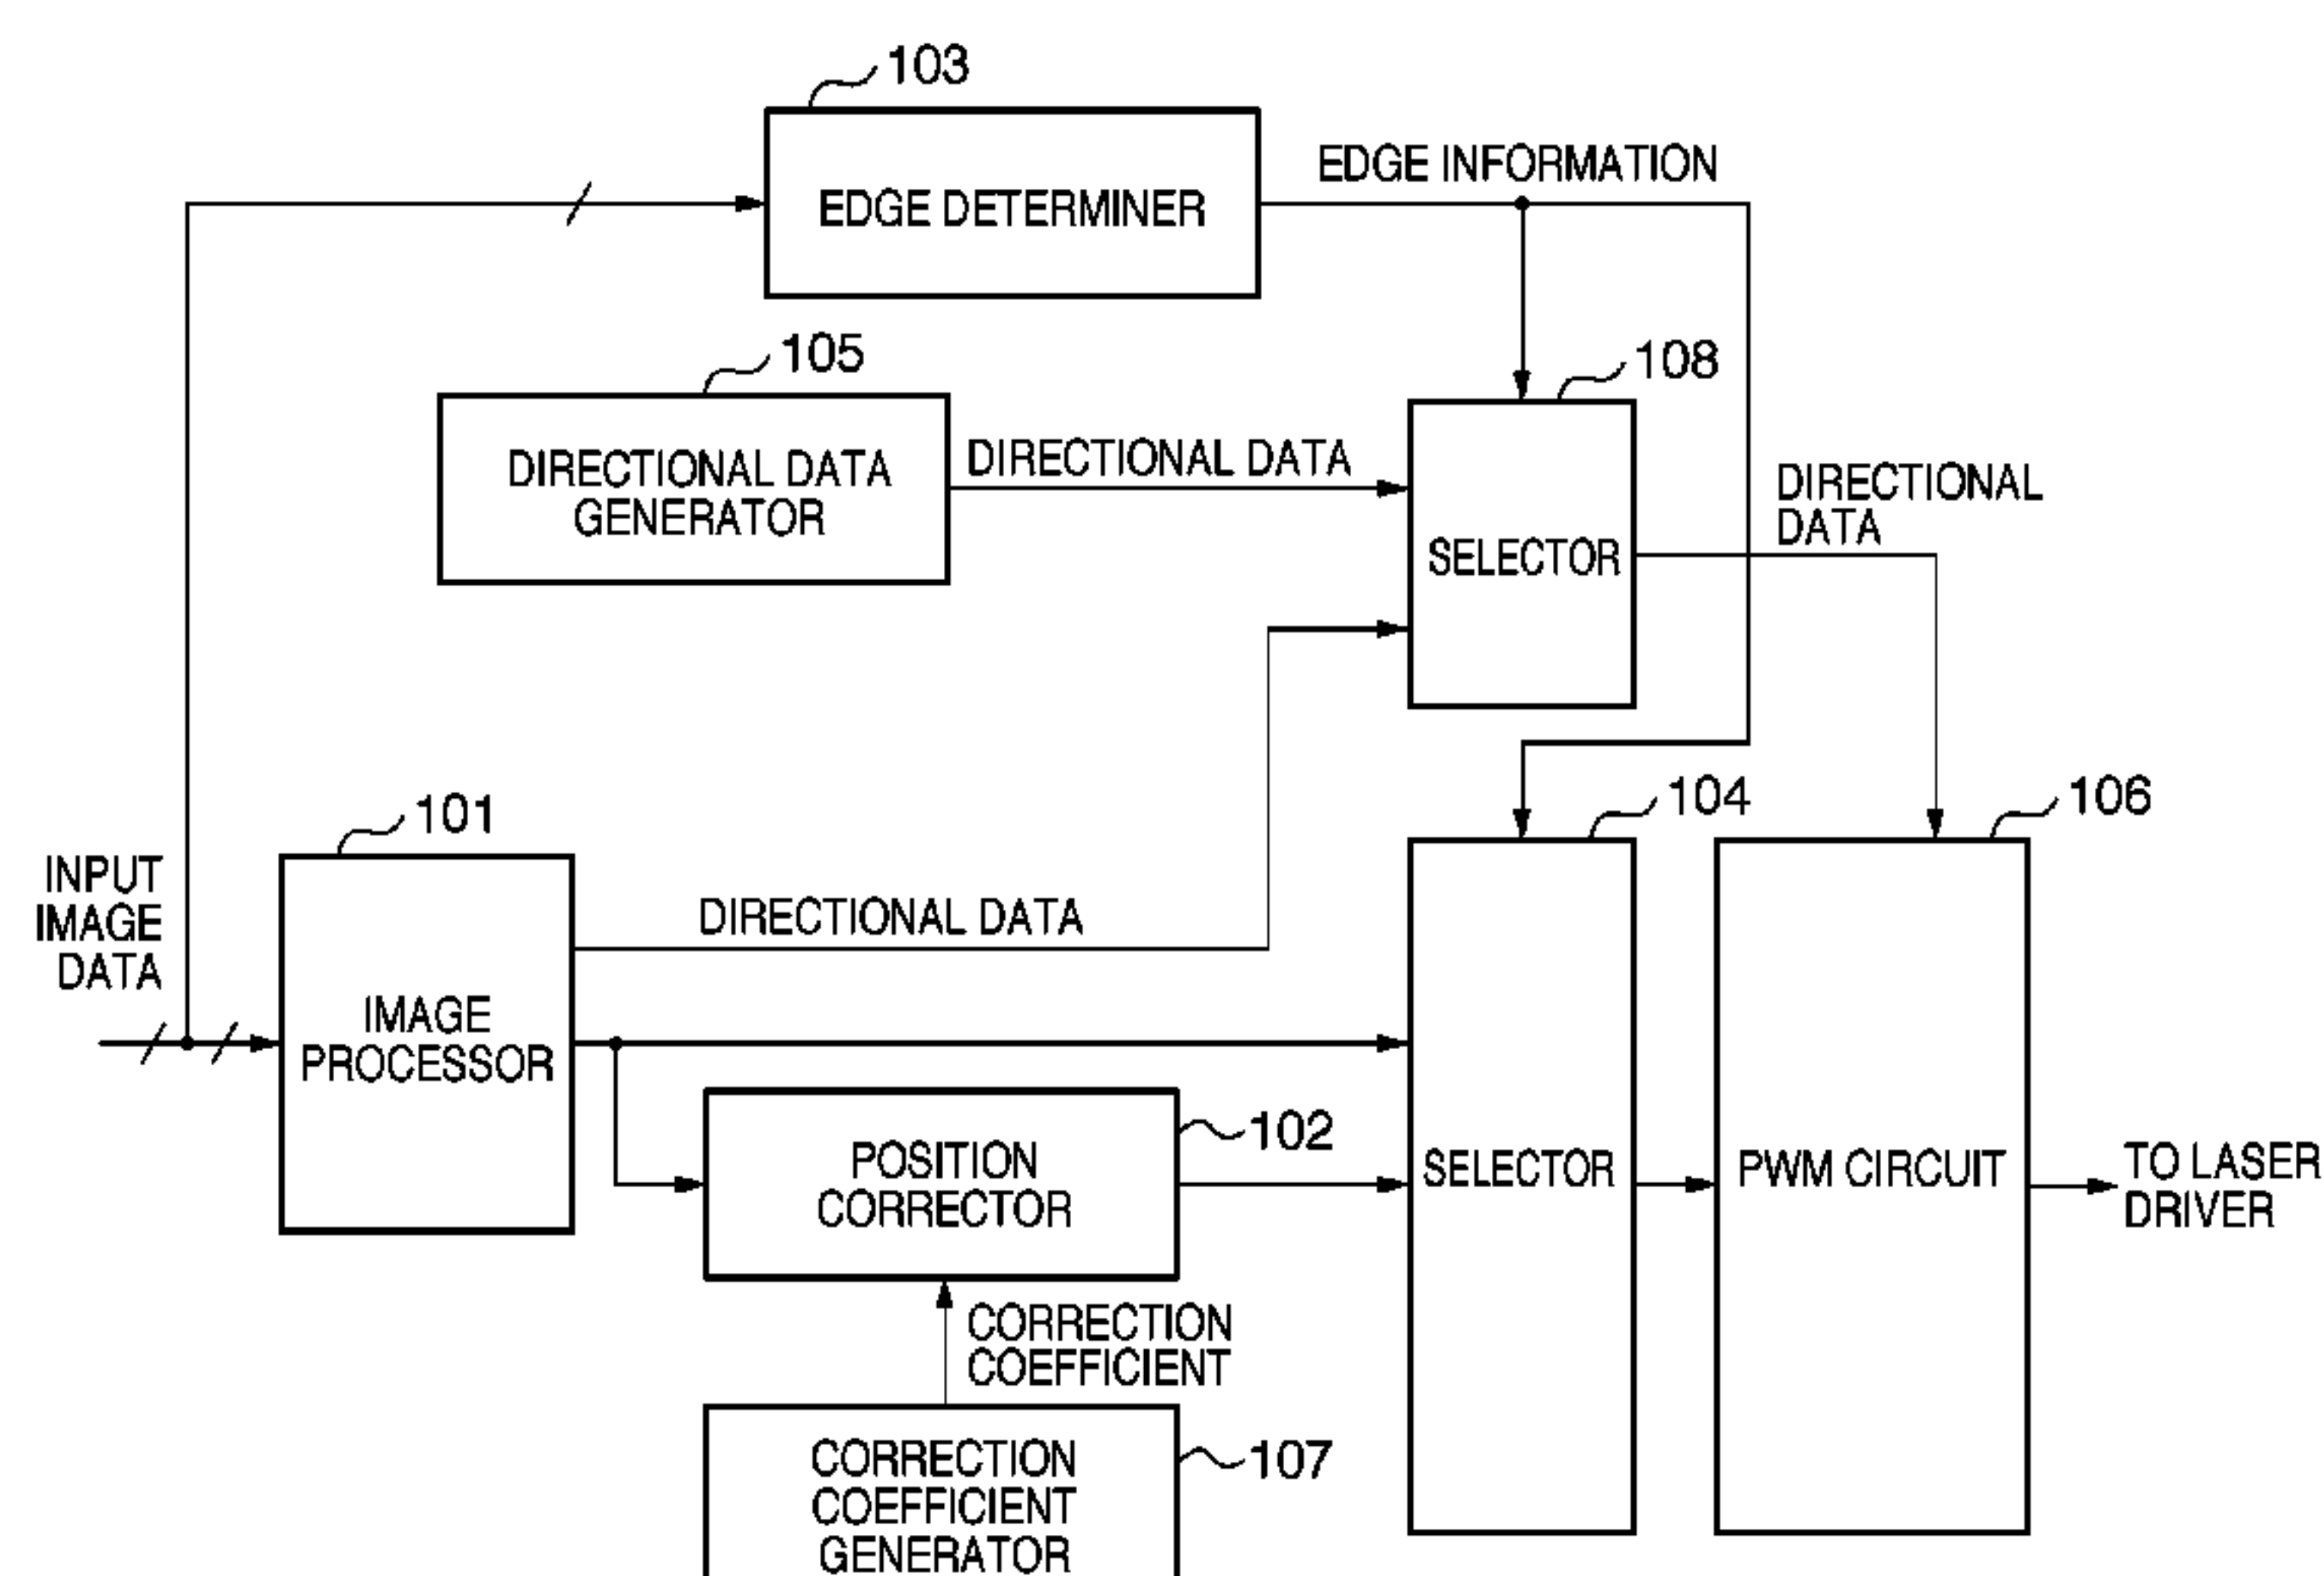 103
EDGE DETERMINER
EDGE INFORMATION
105
DIRECTIONAL DATA
GENERATOR
DIRECTIONAL DATA
108
SELECTOR
DIRECTIONAL
DATA
INPUT
IMAGE
DATA
101
IMAGE
PROCESSOR
DIRECTIONAL DATA
104
SELECTOR
106
PWM CIRCUIT
TO LASER
DRIVER
102
POSITION
CORRECTOR
CORRECTION
COEFFICIENT
107
CORRECTION
COEFFICIENT
GENERATOR